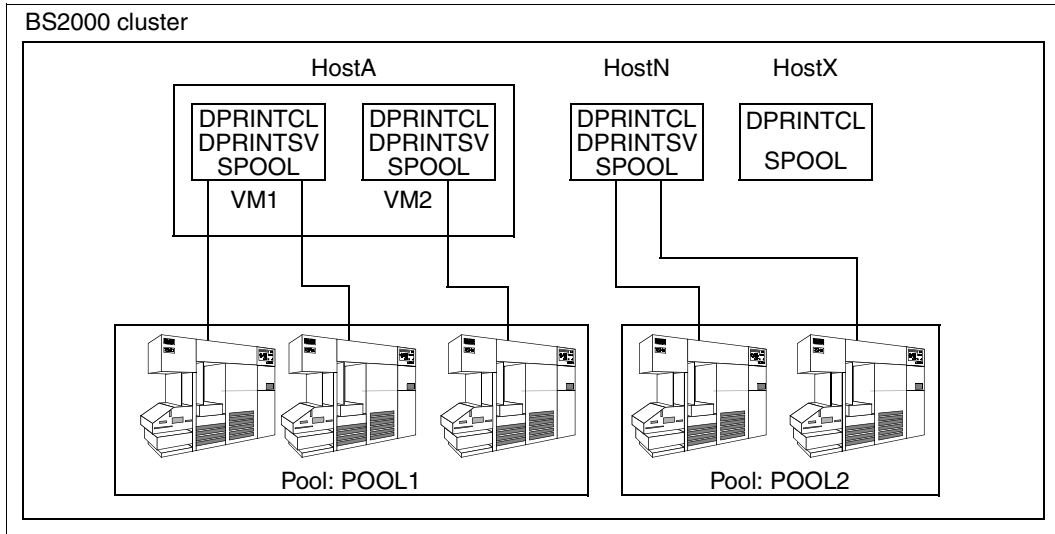 BS2000 cluster
HostA HostN HostX
DPRINTCL DPRINTCL DPRINTCL DPRINTCL
DPRINTSV DPRINTSV DPRINTSV
SPOOL SPOOL SPOOL SPOOL
VM1 VM2
Pool: POOL1 Pool: POOL2